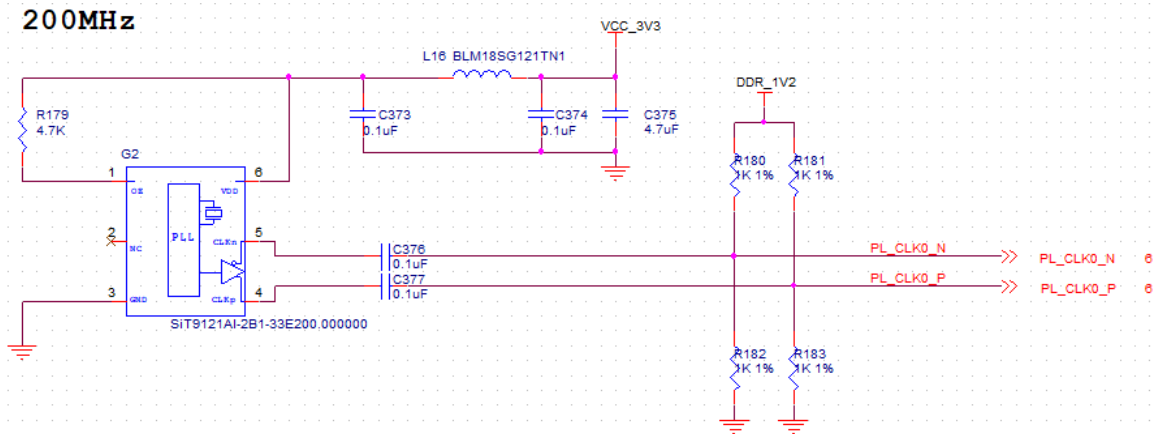 200MHz
VCC_3V3
L16 BLM18SG121TN1
DDR_1V2
R179
4.7K
C373
0.1uF
C374
0.1uF
C375
4.7uF
G2
R180
1K 1%
R181
1K 1%
1
OE
6
VDD
PLL
2
NC
5
CLKn
C376
0.1uF
PL_CLK0_N
PL_CLK0_N 6
3
GND
4
CLKp
C377
0.1uF
PL_CLK0_P
PL_CLK0_P 6
SiT9121AI-2B1-33E200.000000
R182
1K 1%
R183
1K 1%